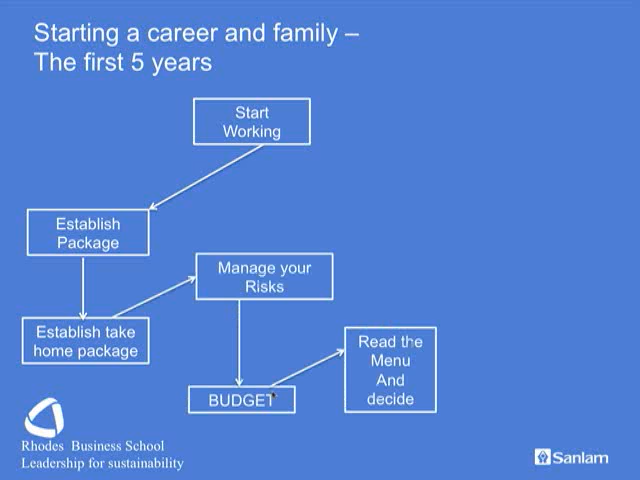 Starting a career and family –
The first 5 years
Start
Working
Establish
Package
Manage your
Risks
Establish take
home package
Read the
Menu
And
decide
BUDGET
Rhodes Business School
Leadership for sustainability
Sanlam